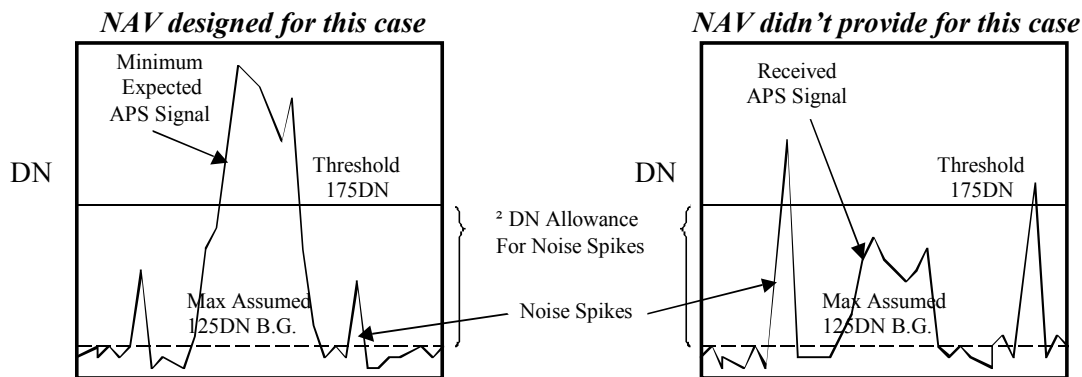 NAV designed for this case
NAV didn't provide for this case
Minimum
Expected
APS Signal
DN
Threshold
175DN
Max Assumed
125DN B.G.
² DN Allowance
For Noise Spikes
Noise Spikes
Received
APS Signal
DN
Threshold
175DN
Max Assumed
125DN B.G.